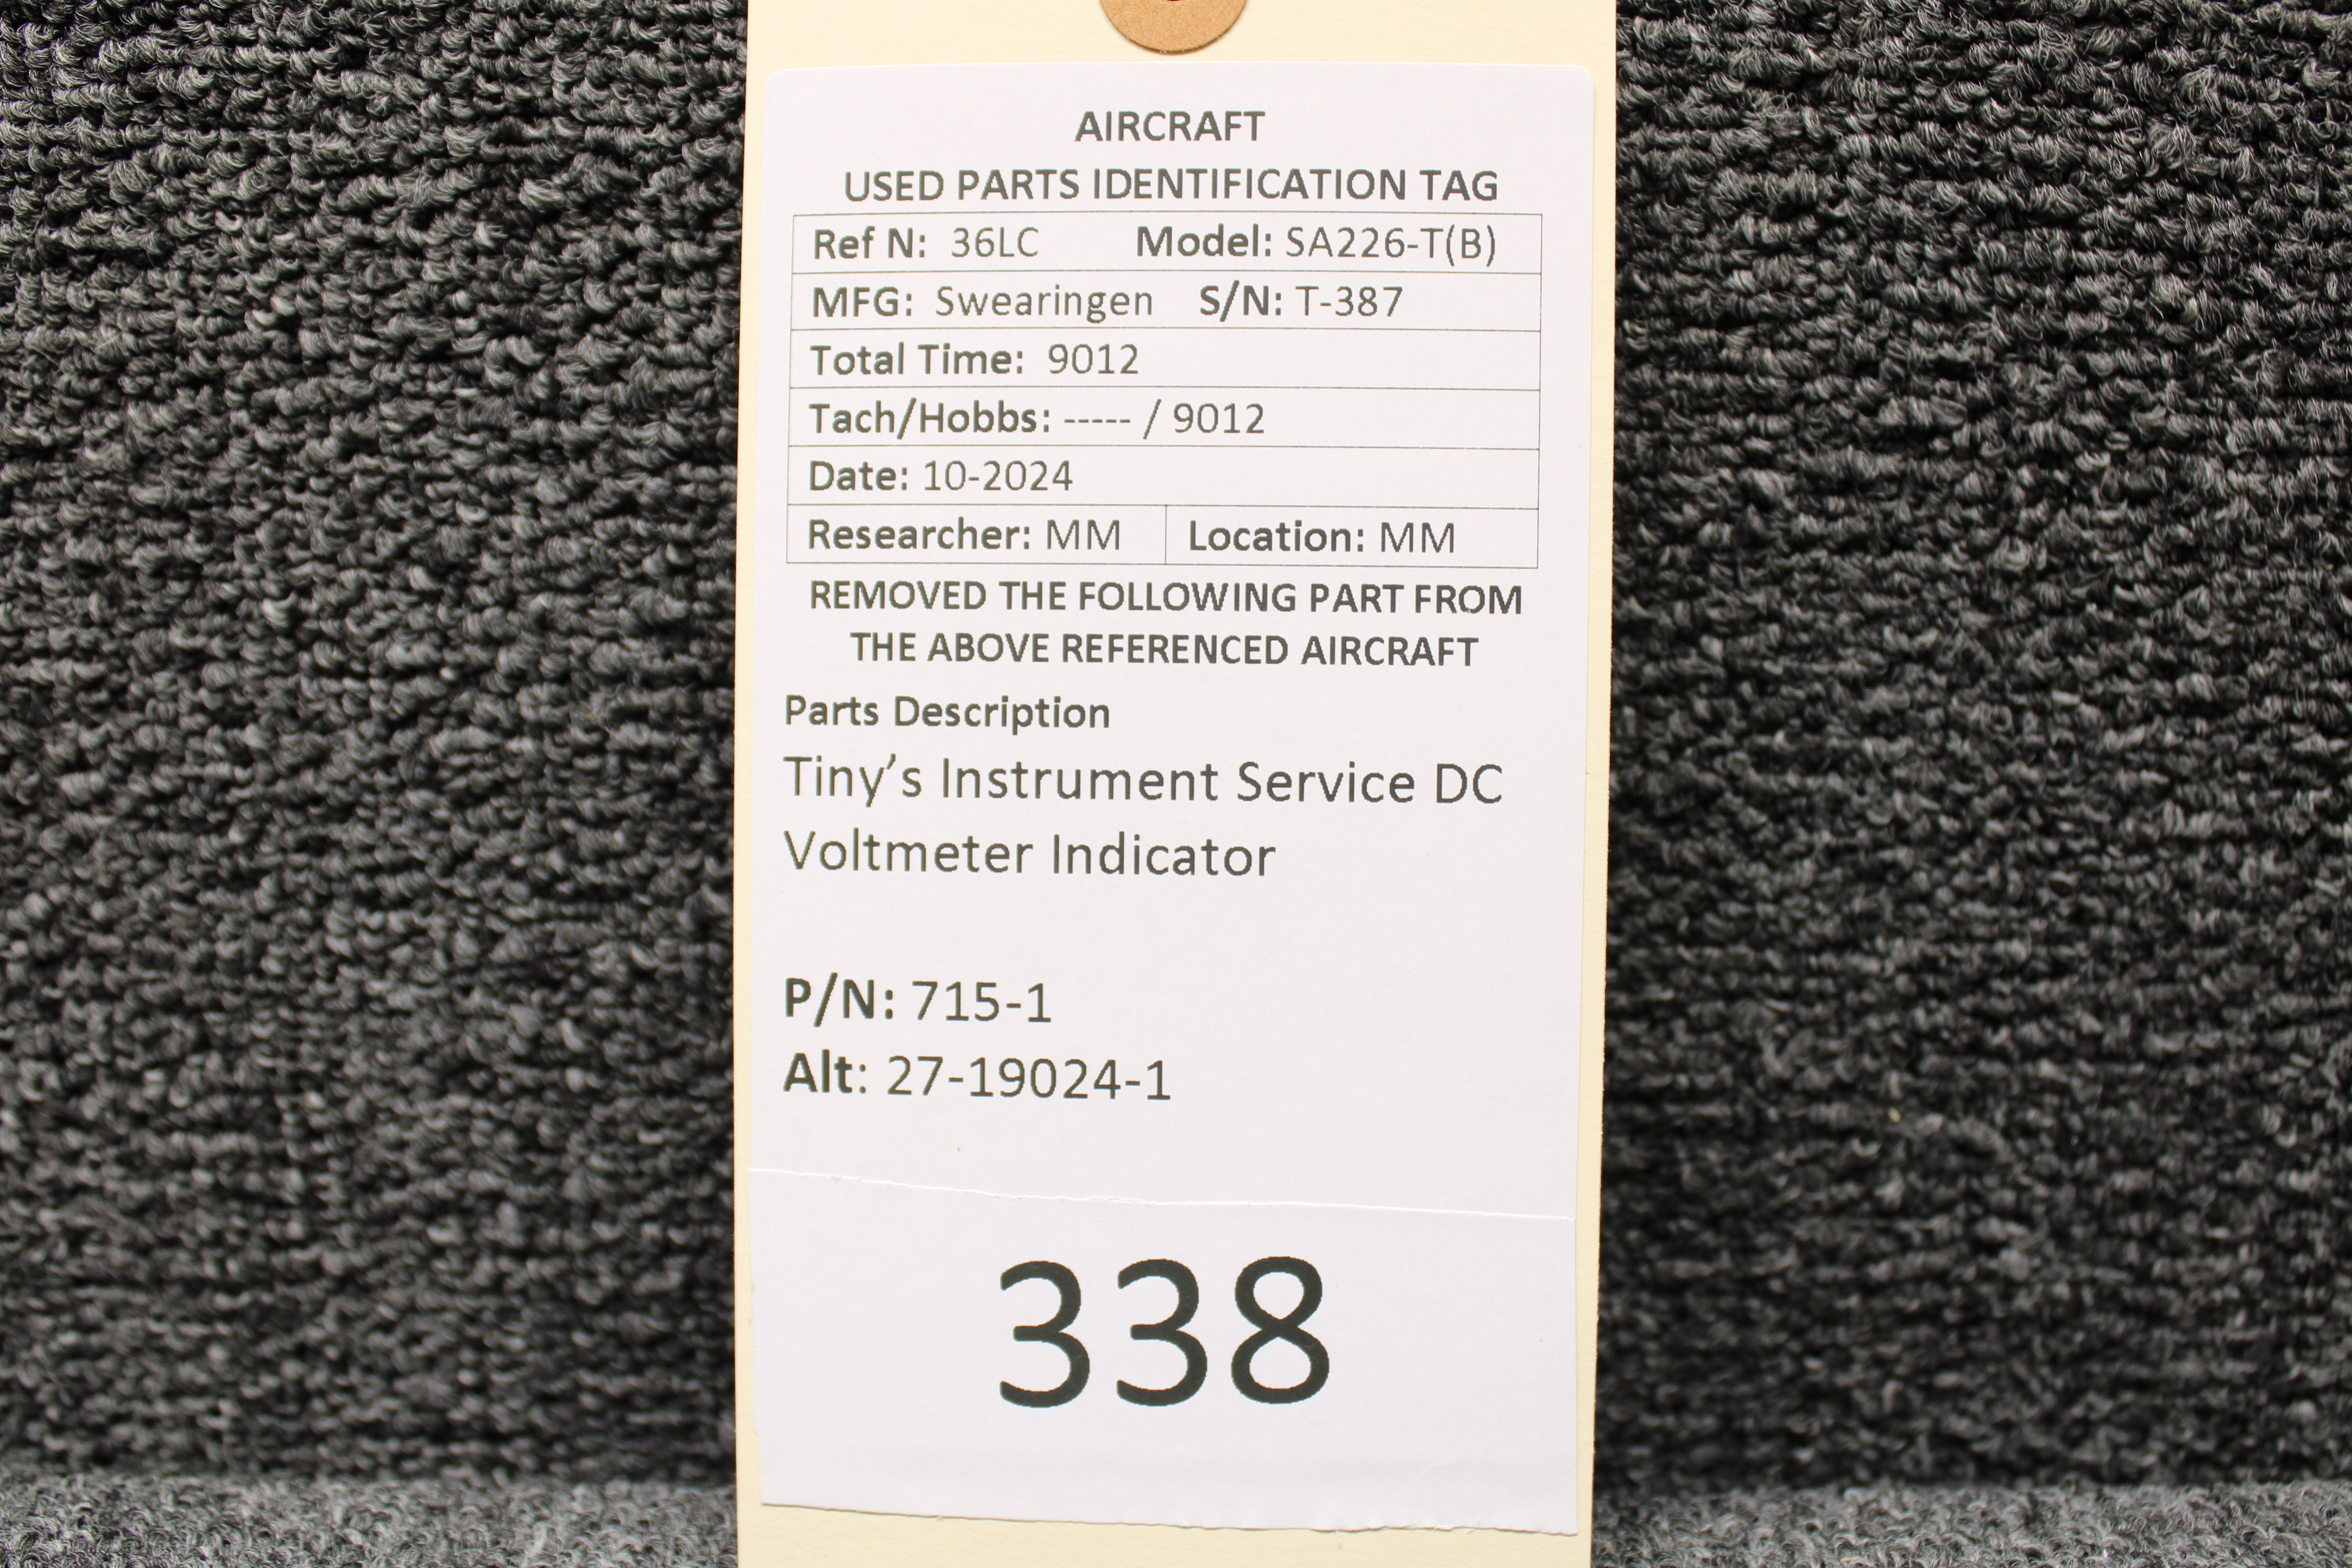 AIRCRAFT
USED PARTS IDENTIFICATION TAG
Ref N: 36LC Model: SA226-T(B)
MFG: Swearingen S/N: T-387
Total Time: 9012
Tach/Hobbs: ----- / 9012
Date: 10-2024
Researcher: MM Location: MM
REMOVED THE FOLLOWING PART FROM
THE ABOVE REFERENCED AIRCRAFT
Parts Description
Tiny’s Instrument Service DC
Voltmeter Indicator
P/N: 715-1
Alt: 27-19024-1
338